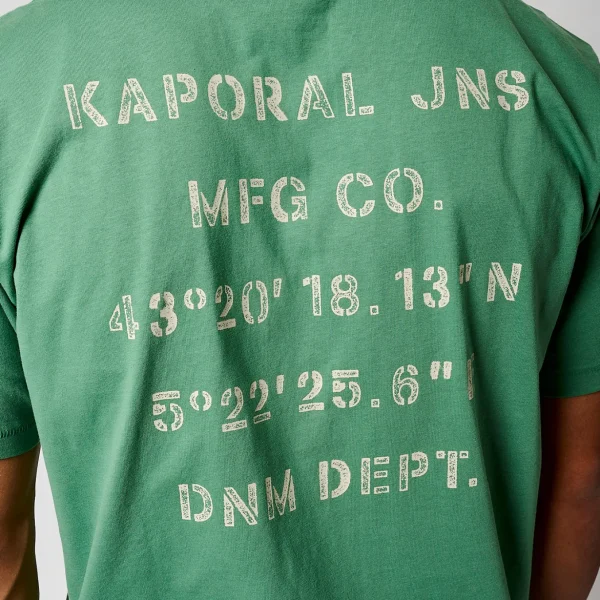 KAPORAL JNS
MFG CO.
43°20'18.13"N
5°22'25.6"
DNM DEPT.